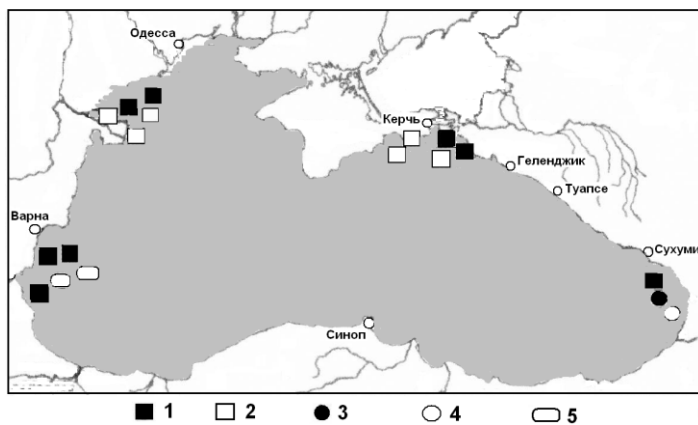 Одесса
Керчь
Геленджик
Туапсе
Варна
Сухуми
Синоп
1 2 3 4 5